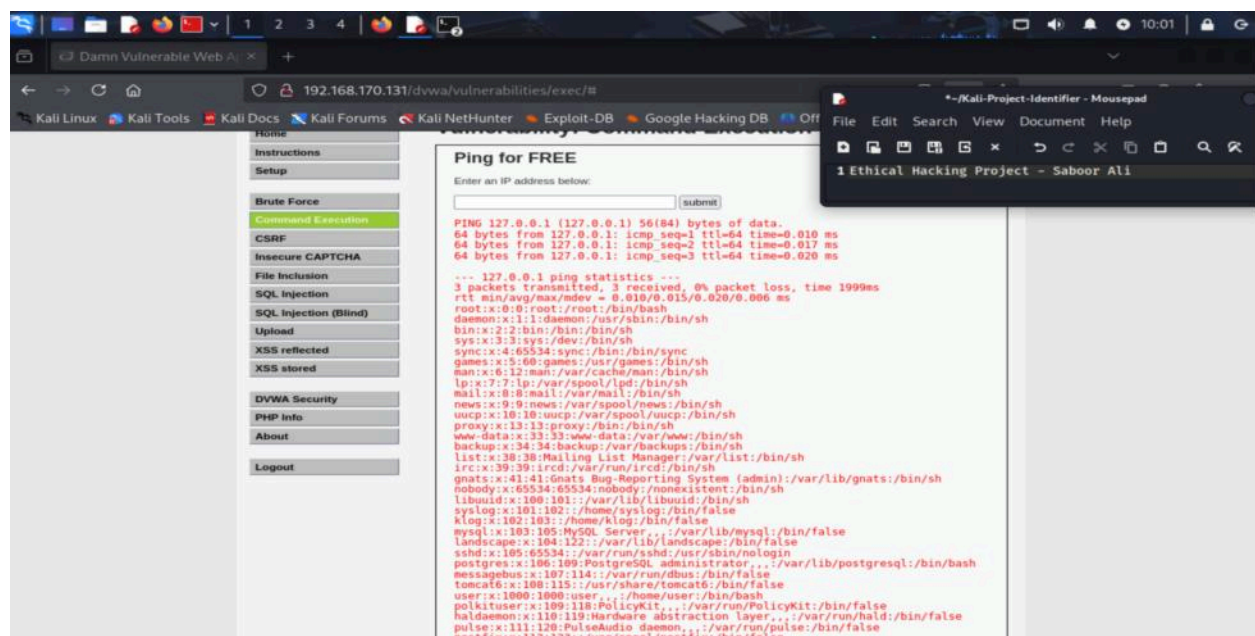 1 2 3 4
10:01
Damn Vulnerable Web A
192.168.170.131/dvwa/vulnerabilities/exec/#
Kali Linux Kali Tools Kali Docs Kali Forums Kali NetHunter Exploit-DB Google Hacking DB Off
*~/Kali-Project-Identifier - Mousepad
File Edit Search View Document Help
1 Ethical Hacking Project - Saboor Ali
Home
Instructions
Setup
Brute Force
Command Execution
CSRF
Insecure CAPTCHA
File Inclusion
SQL Injection
SQL Injection (Blind)
Upload
XSS reflected
XSS stored
DVWA Security
PHP Info
About
Logout
Vulnerability: Command Execution
Ping for FREE
Enter an IP address below:
submit
PING 127.0.0.1 (127.0.0.1) 56(84) bytes of data.
64 bytes from 127.0.0.1: icmp_seq=1 ttl=64 time=0.010 ms
64 bytes from 127.0.0.1: icmp_seq=2 ttl=64 time=0.017 ms
64 bytes from 127.0.0.1: icmp_seq=3 ttl=64 time=0.020 ms
--- 127.0.0.1 ping statistics ---
3 packets transmitted, 3 received, 0% packet loss, time 1999ms
rtt min/avg/max/mdev = 0.010/0.015/0.020/0.006 ms
root:x:0:0:root:/root:/bin/bash
daemon:x:1:1:daemon:/usr/sbin:/bin/sh
bin:x:2:2:bin:/bin:/bin/sh
sys:x:3:3:sys:/dev:/bin/sh
sync:x:4:65534:sync:/bin:/bin/sync
games:x:5:60:games:/usr/games:/bin/sh
man:x:6:12:man:/var/cache/man:/bin/sh
lp:x:7:7:lp:/var/spool/lpd:/bin/sh
mail:x:8:8:mail:/var/mail:/bin/sh
news:x:9:9:news:/var/spool/news:/bin/sh
uucp:x:10:10:uucp:/var/spool/uucp:/bin/sh
proxy:x:13:13:proxy:/bin:/bin/sh
www-data:x:33:33:www-data:/var/www:/bin/sh
backup:x:34:34:backup:/var/backups:/bin/sh
list:x:38:38:Mailing List Manager:/var/list:/bin/sh
irc:x:39:39:ircd:/var/run/ircd:/bin/sh
gnats:x:41:41:Gnats Bug-Reporting System (admin):/var/lib/gnats:/bin/sh
nobody:x:65534:65534:nobody:/nonexistent:/bin/sh
libuuid:x:100:101::/var/lib/libuuid:/bin/sh
syslog:x:101:102::/home/syslog:/bin/false
klog:x:102:103::/home/klog:/bin/false
mysql:x:103:105:MySQL Server,,,:/var/lib/mysql:/bin/false
landscape:x:104:122::/var/lib/landscape:/bin/false
sshd:x:105:65534::/var/run/sshd:/usr/sbin/nologin
postgres:x:106:109:PostgreSQL administrator,,,:/var/lib/postgresql:/bin/bash
messagebus:x:107:114::/var/run/dbus:/bin/false
tomcat6:x:108:115::/usr/share/tomcat6:/bin/false
user:x:1000:1000:user,,,:/home/user:/bin/bash
polkituser:x:109:118:PolicyKit,,,:/var/run/PolicyKit:/bin/false
haldaemon:x:110:119:Hardware abstraction layer,,,:/var/run/hald:/bin/false
pulse:x:111:120:PulseAudio daemon,,,:/var/run/pulse:/bin/false